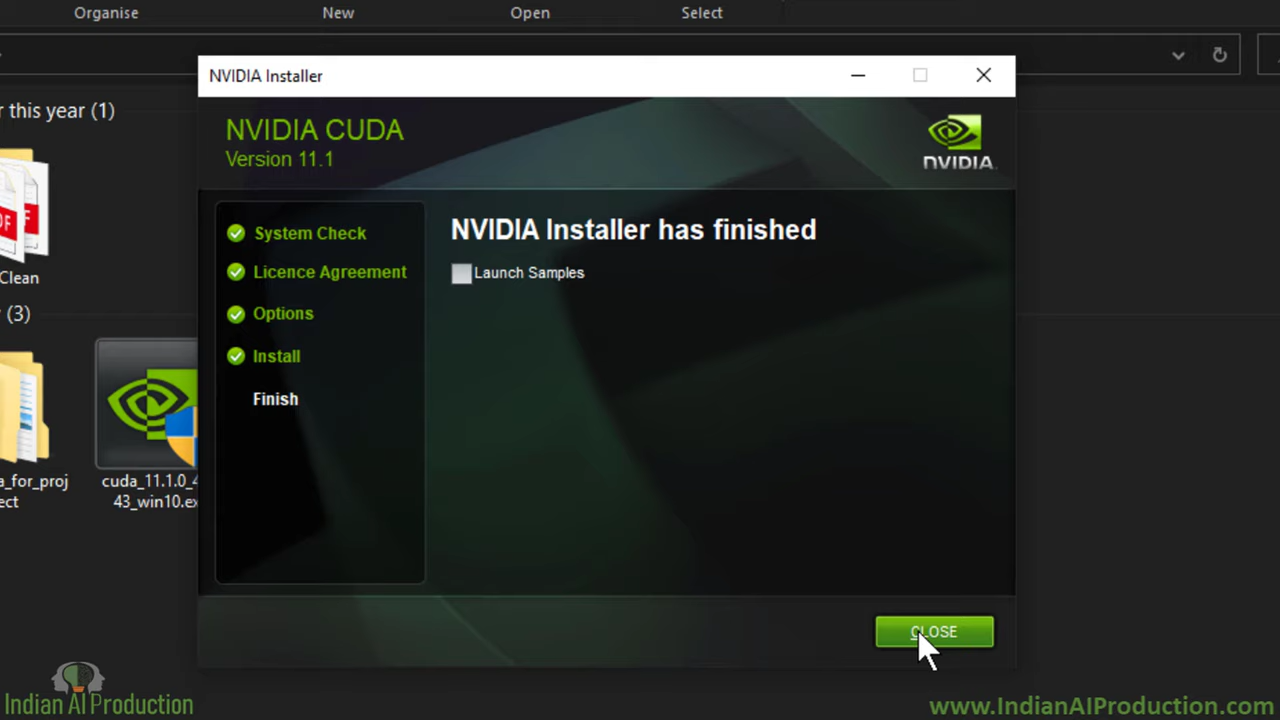 Organise New Open Select
NVIDIA Installer
r this year (1)
NVIDIA CUDA
Version 11.1
NVIDIA.
System Check
Licence Agreement
Options
Install
Finish
NVIDIA Installer has finished
Launch Samples
Clean
(3)
a_for_proj
ect
cuda_11.1.0_4
43_win10.ex
CLOSE
Indian AI Production
www.IndianAIProduction.com